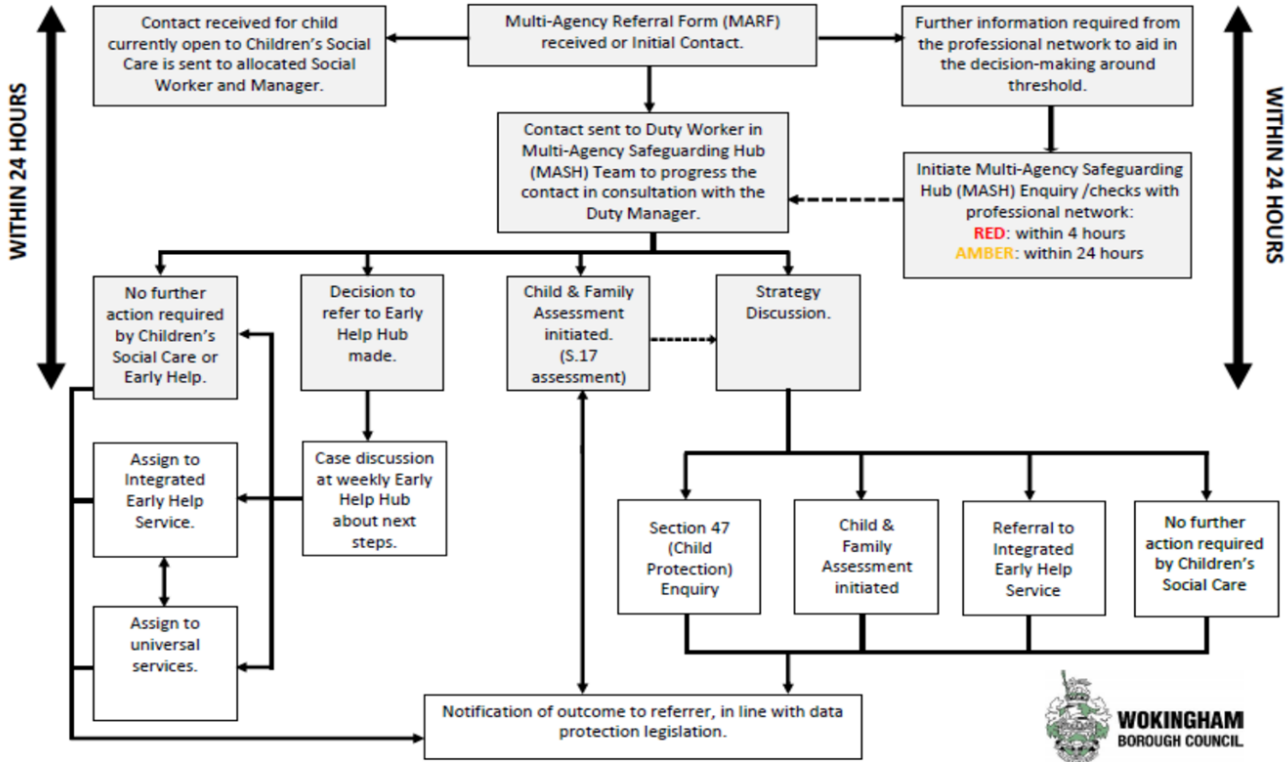 WITHIN 24 HOURS
Contact received for child
currently open to Children’s Social
Care is sent to allocated Social
Worker and Manager.
Multi-Agency Referral Form (MARF)
received or Initial Contact.
Further information required from
the professional network to aid in
the decision-making around
threshold.
WITHIN 24 HOURS
Contact sent to Duty Worker in
Multi-Agency Safeguarding Hub
(MASH) Team to progress the
contact in consultation with the
Duty Manager.
Initiate Multi-Agency Safeguarding
Hub (MASH) Enquiry /checks with
professional network:
RED: within 4 hours
AMBER: within 24 hours
No further
action required
by Children’s
Social Care or
Early Help.
Decision to
refer to Early
Help Hub
made.
Child & Family
Assessment
initiated.
(S.17
assessment)
Strategy
Discussion.
Assign to
Integrated
Early Help
Service.
Case discussion
at weekly Early
Help Hub
about next
steps.
Section 47
(Child
Protection)
Enquiry
Child &
Family
Assessment
initiated
Referral to
Integrated
Early Help
Service
No further
action required
by Children’s
Social Care
Assign to
universal
services.
Notification of outcome to referrer, in line with data
protection legislation.
WOKINGHAM
BOROUGH COUNCIL